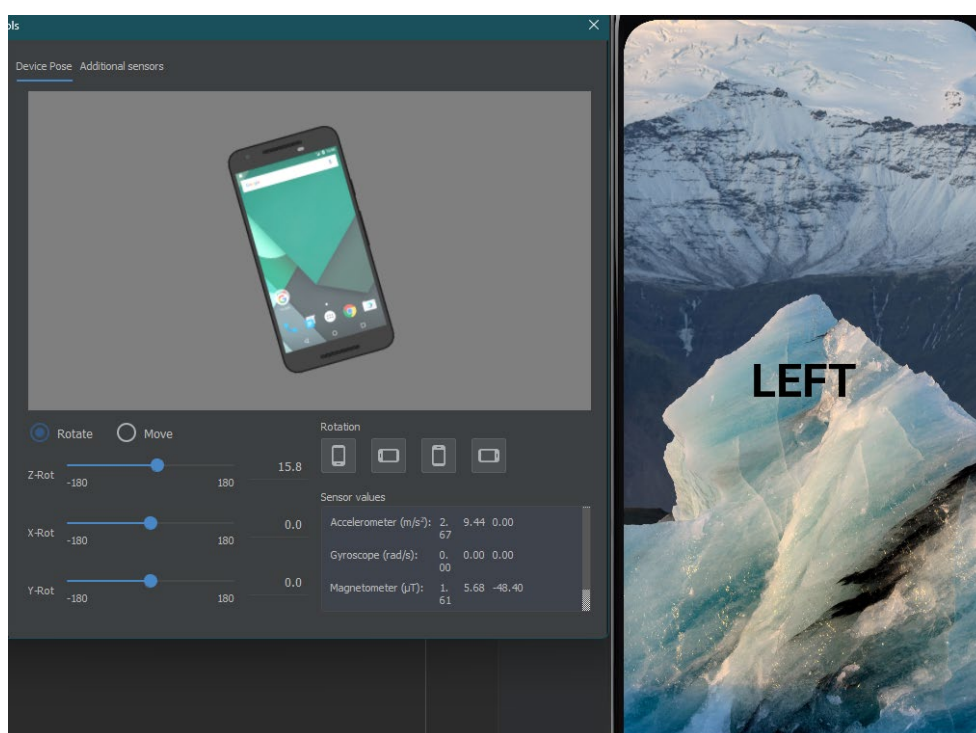 ols
Device Pose Additional sensors
Rotate Move
Z-Rot -180 180 15.8
X-Rot -180 180 0.0
Y-Rot -180 180 0.0
Rotation
Sensor values
Accelerometer (m/s²): 2.67 9.44 0.00
Gyroscope (rad/s): 0.00 0.00 0.00
Magnetometer (μT): 1.61 5.68 -48.40
LEFT